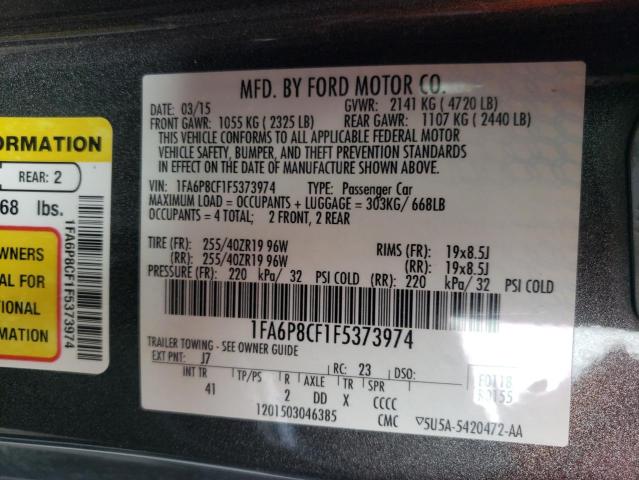 MFD. BY FORD MOTOR CO.
DATE: 03/15 GVWR: 2141 KG ( 4720 LB)
FRONT GAWR: 1055 KG ( 2325 LB) REAR GAWR: 1107 KG ( 2440 LB)
THIS VEHICLE CONFORMS TO ALL APPLICABLE FEDERAL MOTOR
VEHICLE SAFETY, BUMPER, AND THEFT PREVENTION STANDARDS
IN EFFECT ON THE DATE OF MANUFACTURE SHOWN ABOVE.
VIN: 1FA6P8CF1F5373974 TYPE: Passenger Car
MAXIMUM LOAD = OCCUPANTS + LUGGAGE = 303KG/ 668LB
OCCUPANTS = 4 TOTAL; 2 FRONT, 2 REAR
TIRE (FR): 255/40ZR19 96W RIMS (FR): 19x8.5J
(RR): 255/40ZR19 96W (RR): 19x8.5J
PRESSURE (FR): 220 kPa/ 32 PSI COLD (RR): 220 kPa/ 32 PSI COLD
1FA6P8CF1F5373974
TRAILER TOWING - SEE OWNER GUIDE
EXT PNT: J7 RC: 23 DSO:
INT TR TP/PS R AXLE TR SPR
41 2 DD X CCCC
1201503046385 CMC ▽5U5A-5420472-AA
F0118
R0155
FORMATION
REAR: 2
68 lbs.
WNERS
AL FOR
TIONAL
MATION
1FA6P8CF1F5373974